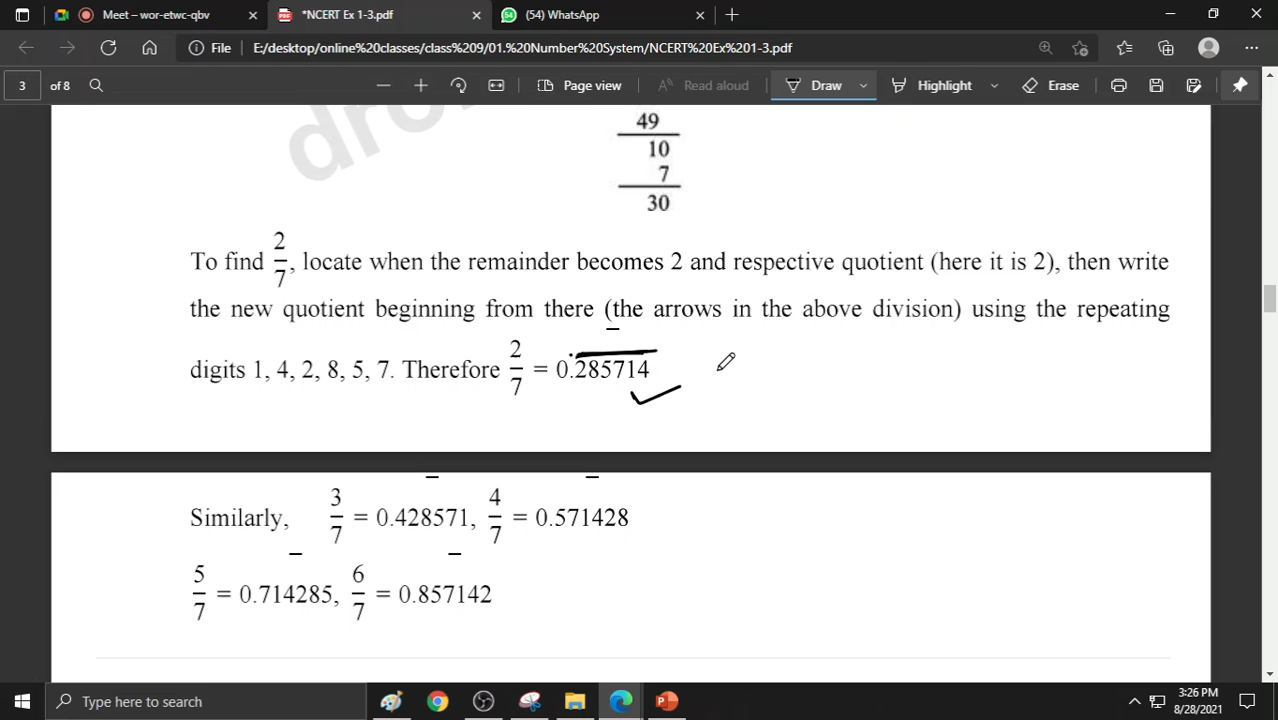 Meet – wor-etwc-qbv
*NCERT Ex 1-3.pdf
(54) WhatsApp
File E:/desktop/online%20classes/class%209/01.%20Number%20System/NCERT%20Ex%201-3.pdf
3 of 8 Page view Read aloud Draw Highlight Erase
49
10
7
30
To find 2/7, locate when the remainder becomes 2 and respective quotient (here it is 2), then write
the new quotient beginning from there (the arrows in the above division) using the repeating
digits 1, 4, 2, 8, 5, 7. Therefore 2/7 = 0.285714
Similarly, 3/7 = 0.428571, 4/7 = 0.571428
5/7 = 0.714285, 6/7 = 0.857142
Type here to search
3:26 PM
8/28/2021